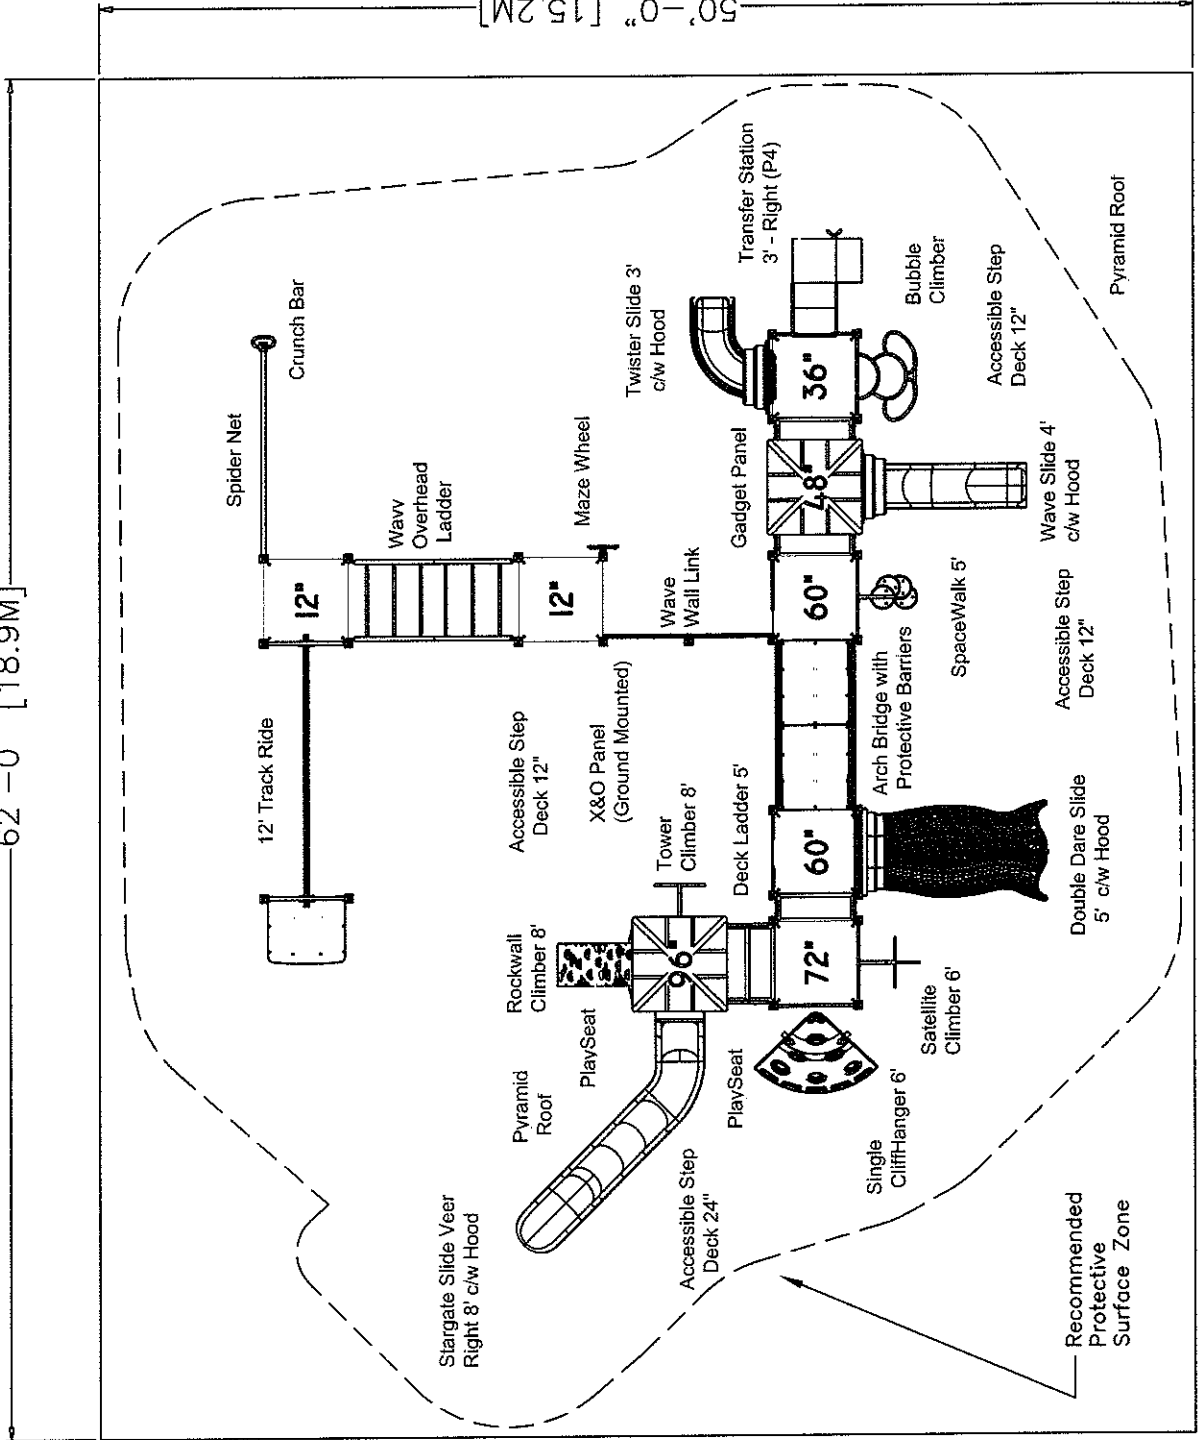 62 -0 [18.9M]
50'-0" [15.2M]
Stargate Slide Veer
Right 8' c/w Hood
Pyramid
Roof
PlaySeat
Rockwall
Climber 8'
12' Track Ride
Spider Net
Crunch Bar
12"
Wavv
Overhead
Ladder
Accessible Step
Deck 12"
12"
Maze Wheel
X&O Panel
(Ground Mounted)
Wave
Wall Link
Twister Slide 3'
c/w Hood
Tower
Climber 8'
96"
Accessible Step
Deck 24"
PlaySeat
Deck Ladder 5'
Gadget Panel
Transfer Station
3' - Right (P4)
72"
60"
60"
48"
36"
Single
CliffHanger 6'
Satellite
Climber 6'
Arch Bridge with
Protective Barriers
SpaceWalk 5'
Bubble
Climber
Accessible Step
Deck 12"
Double Dare Slide
5' c/w Hood
Accessible Step
Deck 12"
Wave Slide 4'
c/w Hood
Pyramid Roof
Recommended
Protective
Surface Zone